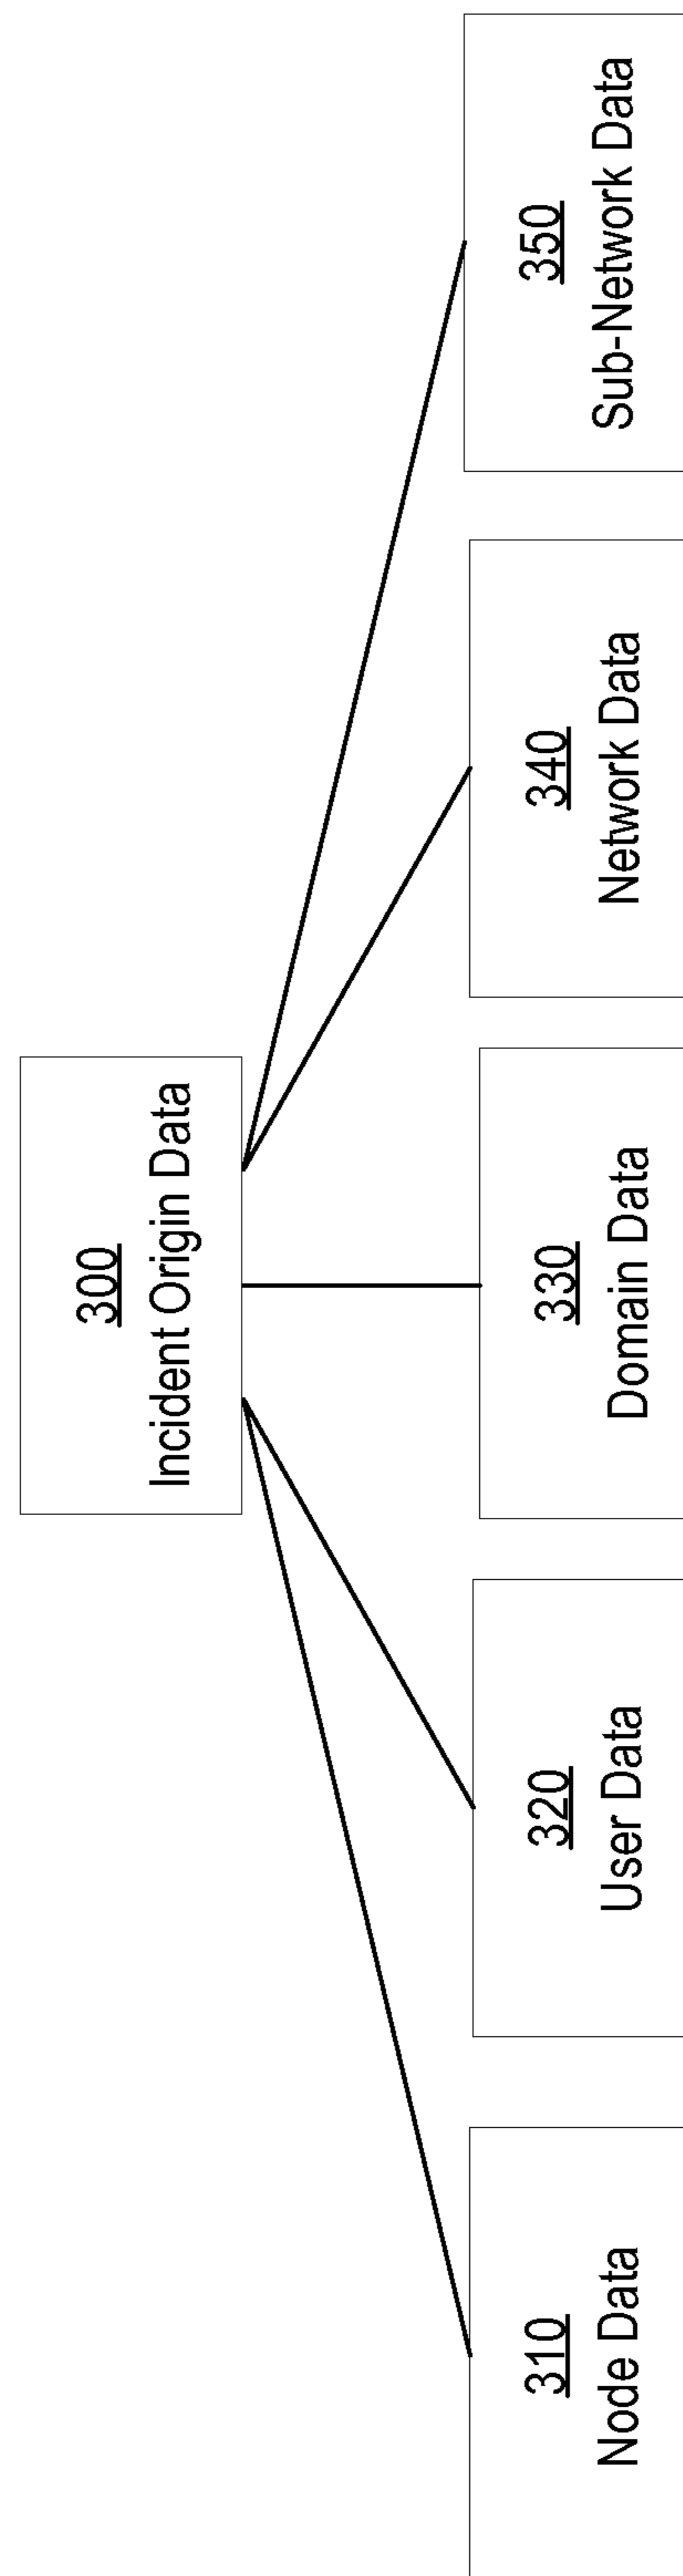 300
Incident Origin Data
310
Node Data
320
User Data
330
Domain Data
340
Network Data
350
Sub-Network Data